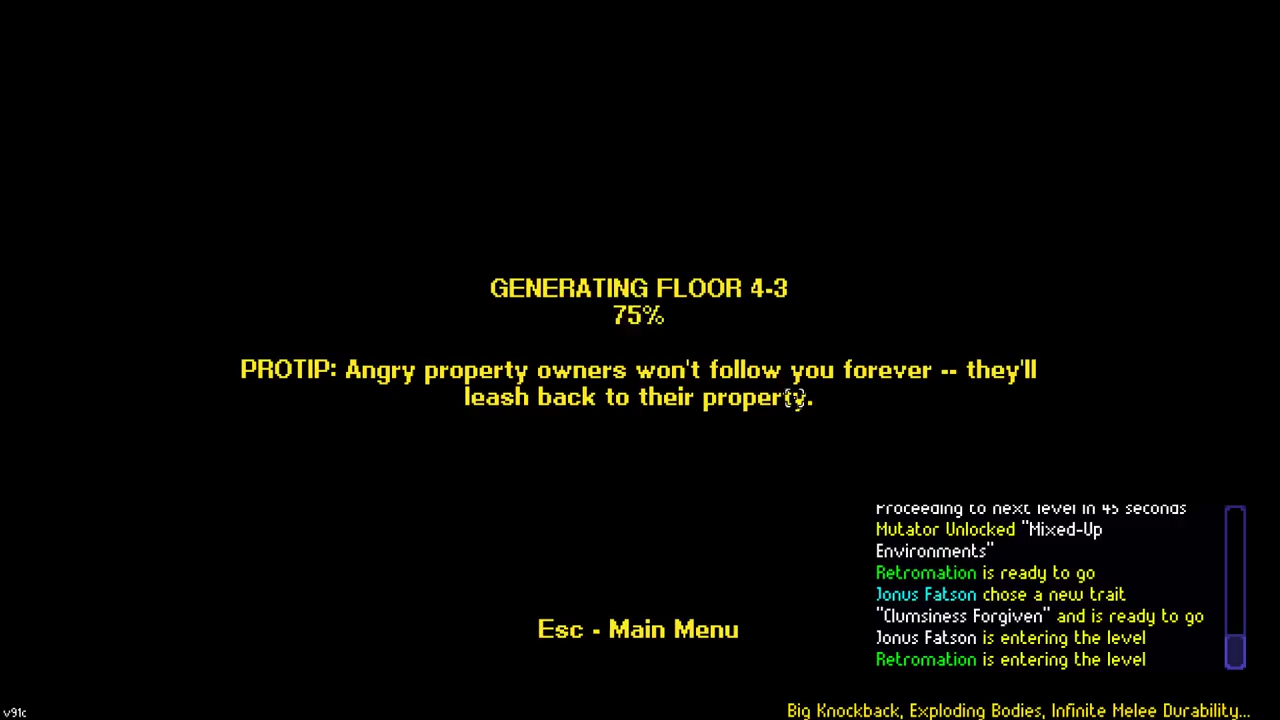 GENERATING FLOOR 4-3
75%
PROTIP: Angry property owners won't follow you forever -- they'll
leash back to their property.
Proceeding to next level in 45 seconds
Mutator Unlocked "Mixed-Up
Environments"
Retromation is ready to go
Jonus Fatson chose a new trait
"Clumsiness Forgiven" and is ready to go
Jonus Fatson is entering the level
Retromation is entering the level
Esc - Main Menu
v91c
Big Knockback, Exploding Bodies, Infinite Melee Durability...